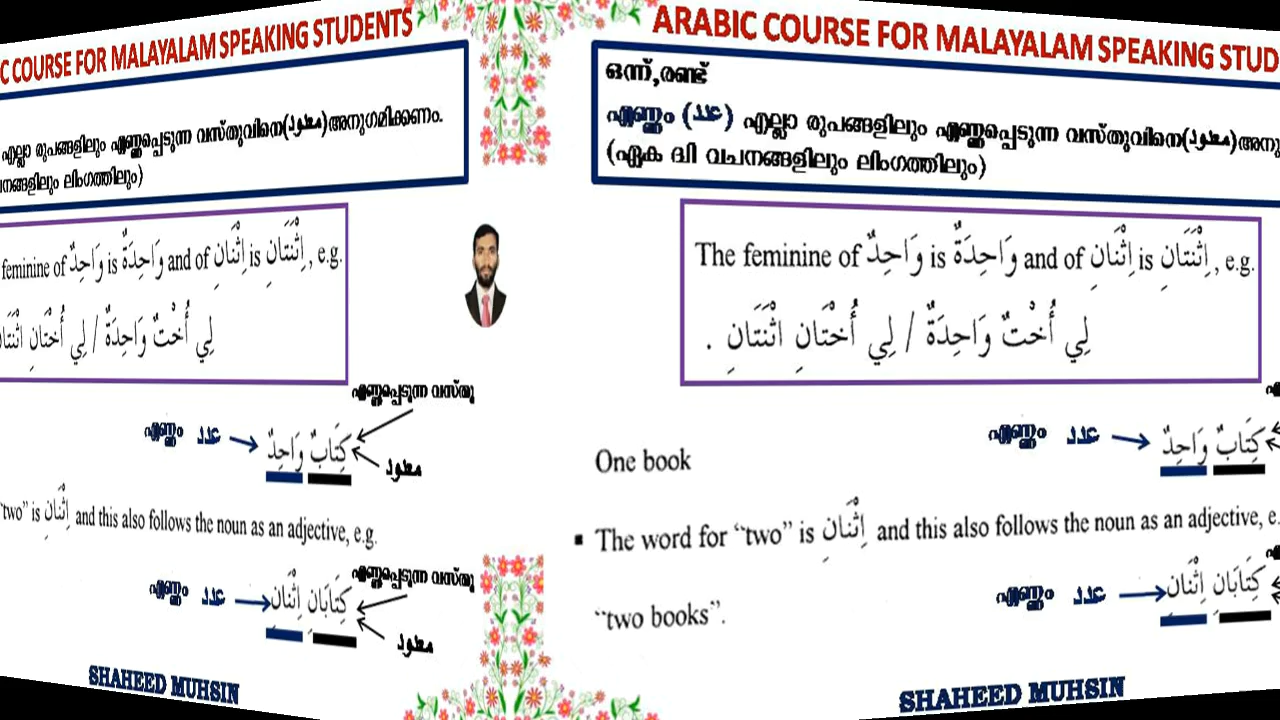 C COURSE FOR MALAYALAM SPEAKING STUDENTS
എല്ലാ രൂപങ്ങളിലും എണ്ണപ്പെടുന്ന വസ്തുവിനെ(معدود)അനുഗമിക്കണം.
നങ്ങളിലും ലിംഗത്തിലും)
feminine of وَاحِدٌ is وَاحِدَةٌ and of اِثْنَانِ is اِثْنَتَانِ, e.g.
لِي أُخْتٌ وَاحِدَةٌ / لِي أُخْتَانِ اثْنَتَا
എണ്ണപ്പെടുന്ന വസ്തു
എണ്ണം عدد كِتَابٌ وَاحِدٌ
معدود
"two" is اِثْنَانِ and this also follows the noun as an adjective, e.g.
എണ്ണപ്പെടുന്ന വസ്തു
എണ്ണം عدد كِتَابَانِ اِثْنَانِ
معدود
SHAHEED MUHSIN
ARABIC COURSE FOR MALAYALAM SPEAKING STUD
ഒന്ന്,രണ്ട്
എണ്ണം (عدد) എല്ലാ രൂപങ്ങളിലും എണ്ണപ്പെടുന്ന വസ്തുവിനെ(معدود)അനു
(ഏക ദ്വി വചനങ്ങളിലും ലിംഗത്തിലും)
The feminine of وَاحِدٌ is وَاحِدَةٌ and of اِثْنَانِ is اِثْنَتَانِ, e.g.
لِي أُخْتٌ وَاحِدَةٌ / لِي أُخْتَانِ اثْنَتَانِ .
എണ്ണം عدد كِتَابٌ وَاحِدٌ
One book
▪ The word for "two" is اِثْنَانِ and this also follows the noun as an adjective, e.
എണ്ണം عدد كِتَابَانِ اِثْنَانِ
"two books".
SHAHEED MUHSIN